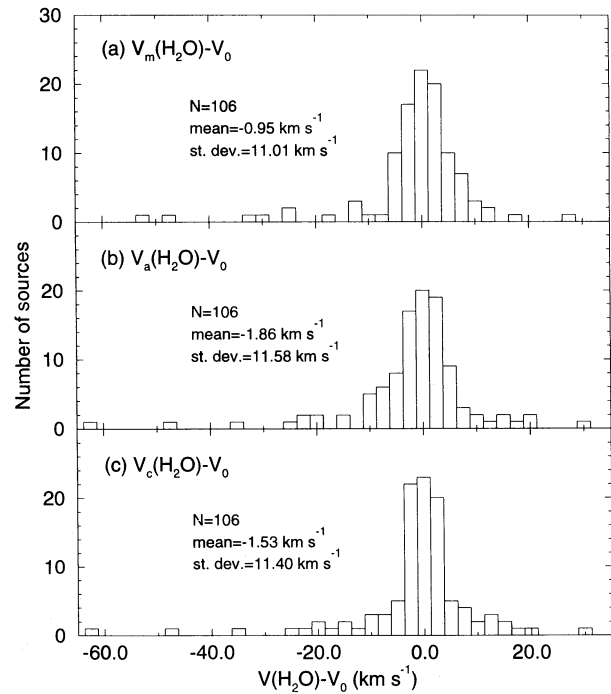 30
(a) Vm(H2O)-V0
20
N=106
mean=-0.95 km s-1
st. dev.=11.01 km s-1
10
0
(b) Va(H2O)-V0
20
N=106
mean=-1.86 km s-1
st. dev.=11.58 km s-1
10
0
(c) Vc(H2O)-V0
20
N=106
mean=-1.53 km s-1
st. dev.=11.40 km s-1
10
0
Number of sources
-60.0 -40.0 -20.0 0.0 20.0
V(H2O)-V0 (km s-1)